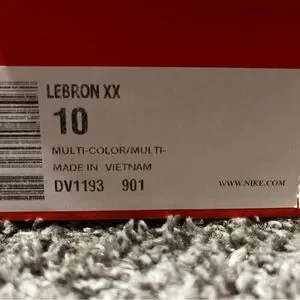 LEBRON XX
10
MULTI-COLOR/MULTI-
MADE IN VIETNAM
DV1193 901
WWW.NIKE.COM